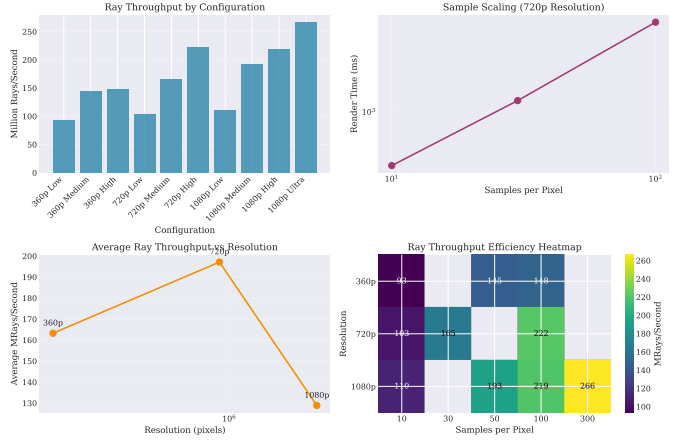 Ray Throughput by Configuration
Million Rays/Second
250
200
150
100
50
0
360p Low
360p Medium
360p High
720p Low
720p Medium
720p High
1080p Low
1080p Medium
1080p High
1080p Ultra
Configuration
Sample Scaling (720p Resolution)
Render Time (ms)
10³
10¹
10²
Samples per Pixel
Average Ray Throughput vs Resolution
Average MRays/Second
200
190
180
170
160
150
140
130
360p
720p
1080p
10⁶
Resolution (pixels)
Ray Throughput Efficiency Heatmap
Resolution
360p
720p
1080p
93
145
148
103
165
222
110
193
219
266
10
30
50
100
300
Samples per Pixel
260
240
220
200
180
160
140
120
100
MRays/Second